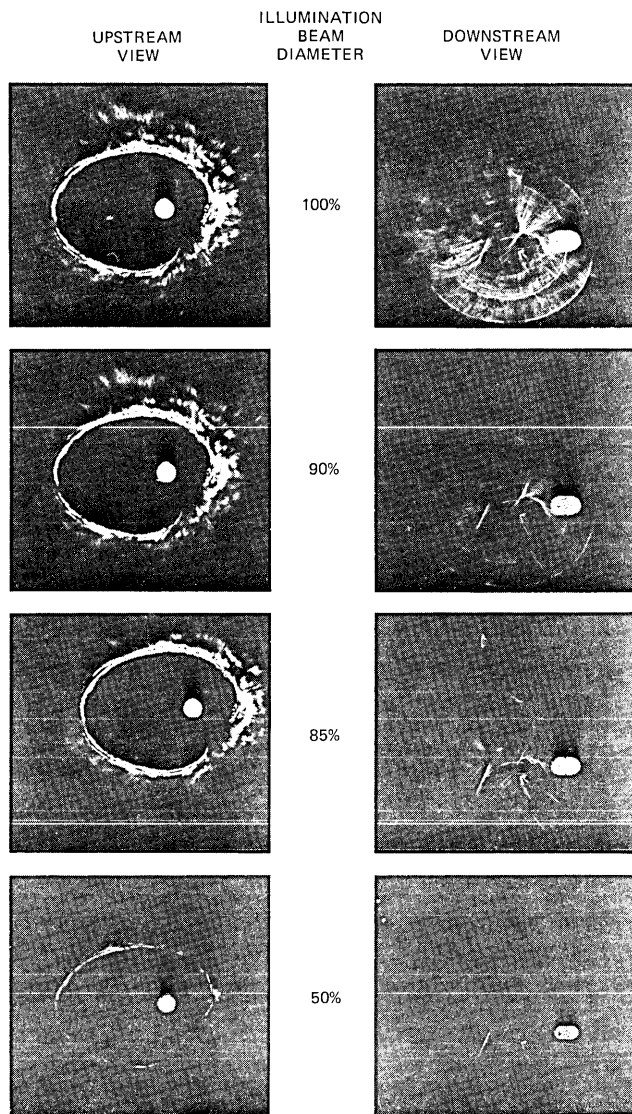 UPSTREAM
VIEW
ILLUMINATION
BEAM
DIAMETER
DOWNSTREAM
VIEW
100%
90%
85%
50%